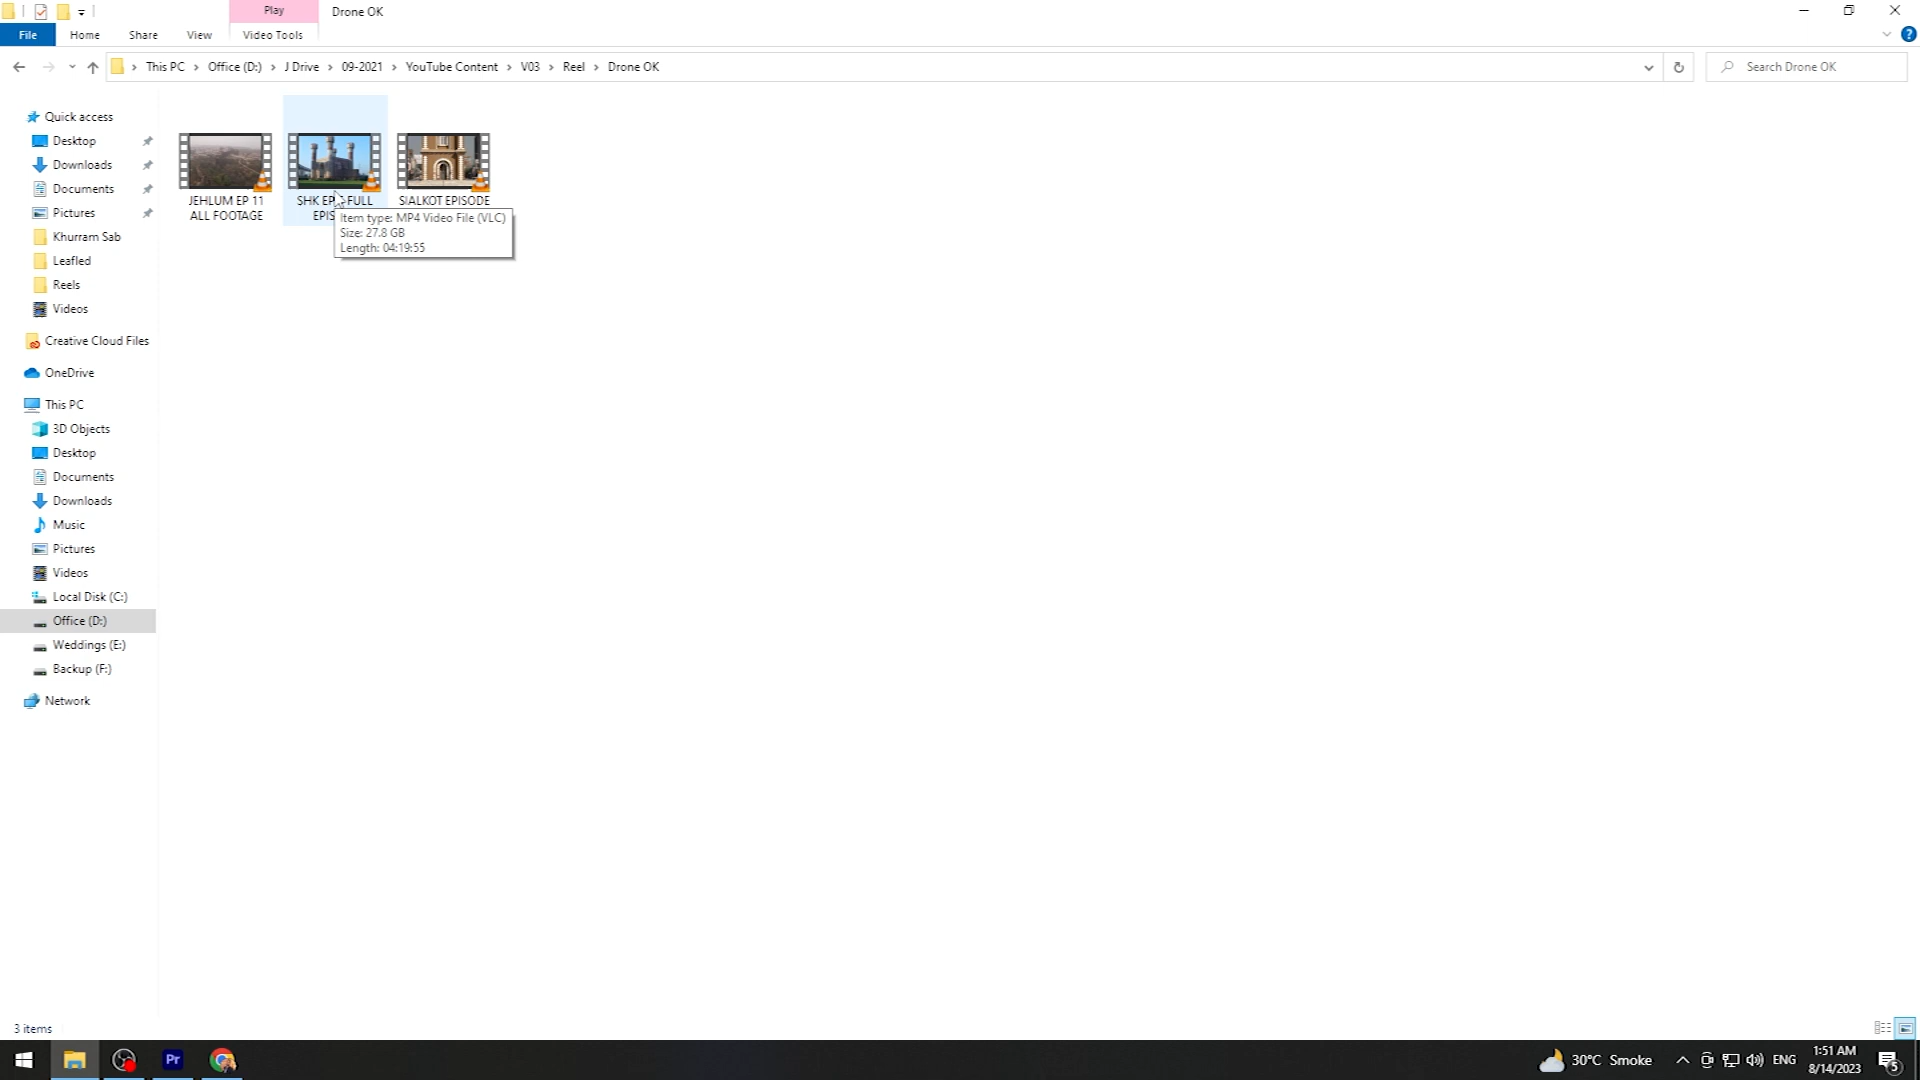 Play
Drone OK
File
Home
Share
View
Video Tools
This PC
Office (D:)
J Drive
09-2021
YouTube Content
V03
Reel
Drone OK
Search Drone OK
Quick access
Desktop
Downloads
Documents
Pictures
Khurram Sab
Leafled
Reels
Videos
Creative Cloud Files
OneDrive
This PC
3D Objects
Desktop
Documents
Downloads
Music
Pictures
Videos
Local Disk (C:)
Office (D:)
Weddings (E:)
Backup (F:)
Network
JEHLUM EP 11
ALL FOOTAGE
SHK EP FULL
EPIS
SIALKOT EPISODE
Item type: MP4 Video File (VLC)
Size: 27.8 GB
Length: 04:19:55
3 items
Pr
30°C Smoke
ENG
1:51 AM
8/14/2023
5